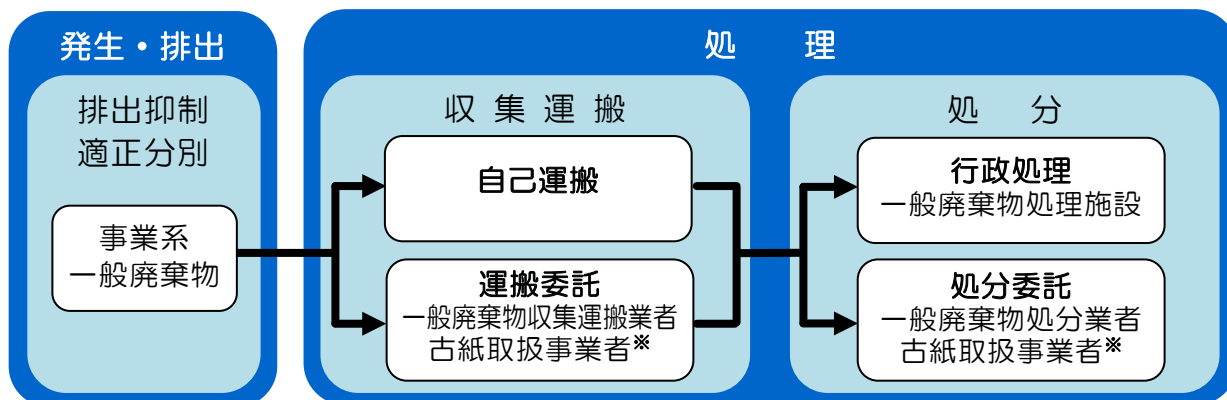 発生・排出
排出抑制
適正分別
事業系
一般廃棄物
処理
収集運搬
自己運搬
運搬委託
一般廃棄物収集運搬業者
古紙取扱事業者※
処分
行政処理
一般廃棄物処理施設
処分委託
一般廃棄物処分業者
古紙取扱事業者※